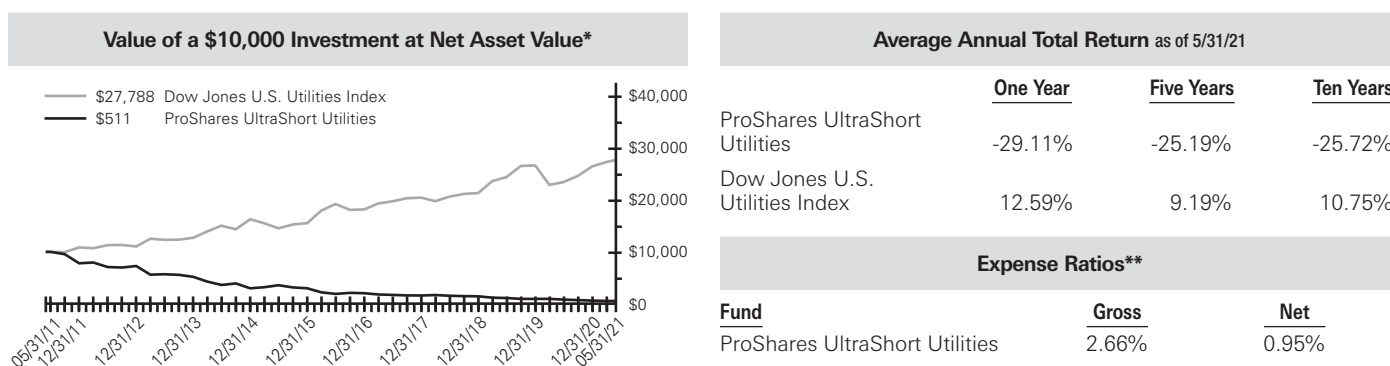 Value of a $10,000 Investment at Net Asset Value*
$27,788 Dow Jones U.S. Utilities Index
$511 ProShares UltraShort Utilities
$40,000
$30,000
$20,000
$10,000
$0
05/31/11
12/31/11
12/31/12
12/31/13
12/31/14
12/31/15
12/31/16
12/31/17
12/31/18
12/31/19
12/31/20
05/31/21
Average Annual Total Return as of 5/31/21
One Year Five Years Ten Years
ProShares UltraShort
Utilities -29.11% -25.19% -25.72%
Dow Jones U.S.
Utilities Index 12.59% 9.19% 10.75%
Expense Ratios**
Fund Gross Net
ProShares UltraShort Utilities 2.66% 0.95%